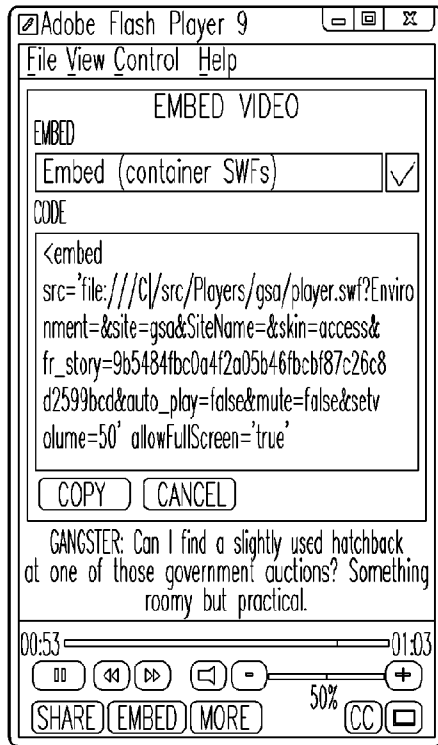 Adobe Flash Player 9
File View Control Help
EMBED VIDEO
EMBED
Embed (container SWFs)
CODE
<embed
src='file:///C|/src/Players/gsa/player.swf?Enviro
nment=&site=gsa&SiteName=&skin=access&
fr_story=9b5484fbc0a4f2a05b46fbcbf87c26c8
d2599bcd&auto_play=false&mute=false&setv
olume=50' allowFullScreen='true'
COPY CANCEL
GANGSTER: Can I find a slightly used hatchback
at one of those government auctions? Something
roomy but practical.
00:53 01:03
- +
50%
SHARE EMBED MORE CC